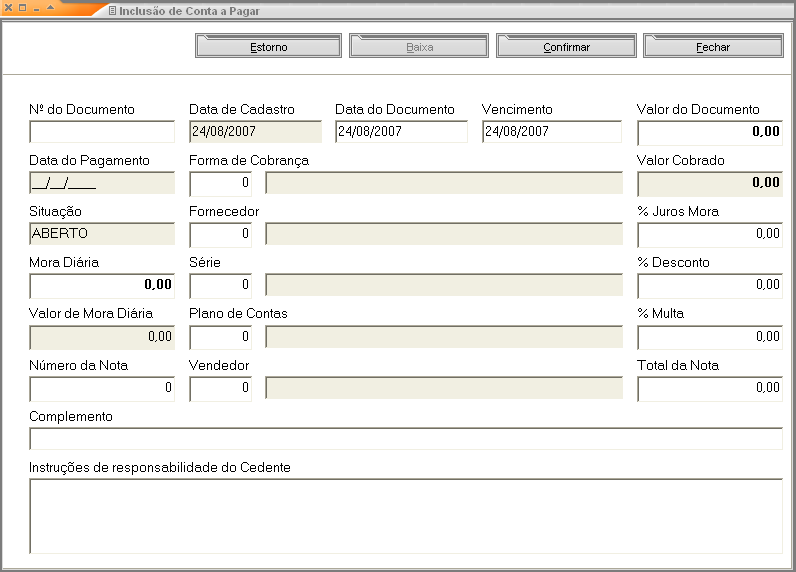 Inclusão de Conta a Pagar
Estorno Baixa Confirmar Fechar
Nº do Documento Data de Cadastro Data do Documento Vencimento Valor do Documento
24/08/2007 24/08/2007 24/08/2007 0,00
Data do Pagamento Forma de Cobrança Valor Cobrado
__/__/____ 0 0,00
Situação Fornecedor % Juros Mora
ABERTO 0 0,00
Mora Diária Série % Desconto
0,00 0 0,00
Valor de Mora Diária Plano de Contas % Multa
0,00 0 0,00
Número da Nota Vendedor Total da Nota
0 0 0,00
Complemento
Instruções de responsabilidade do Cedente